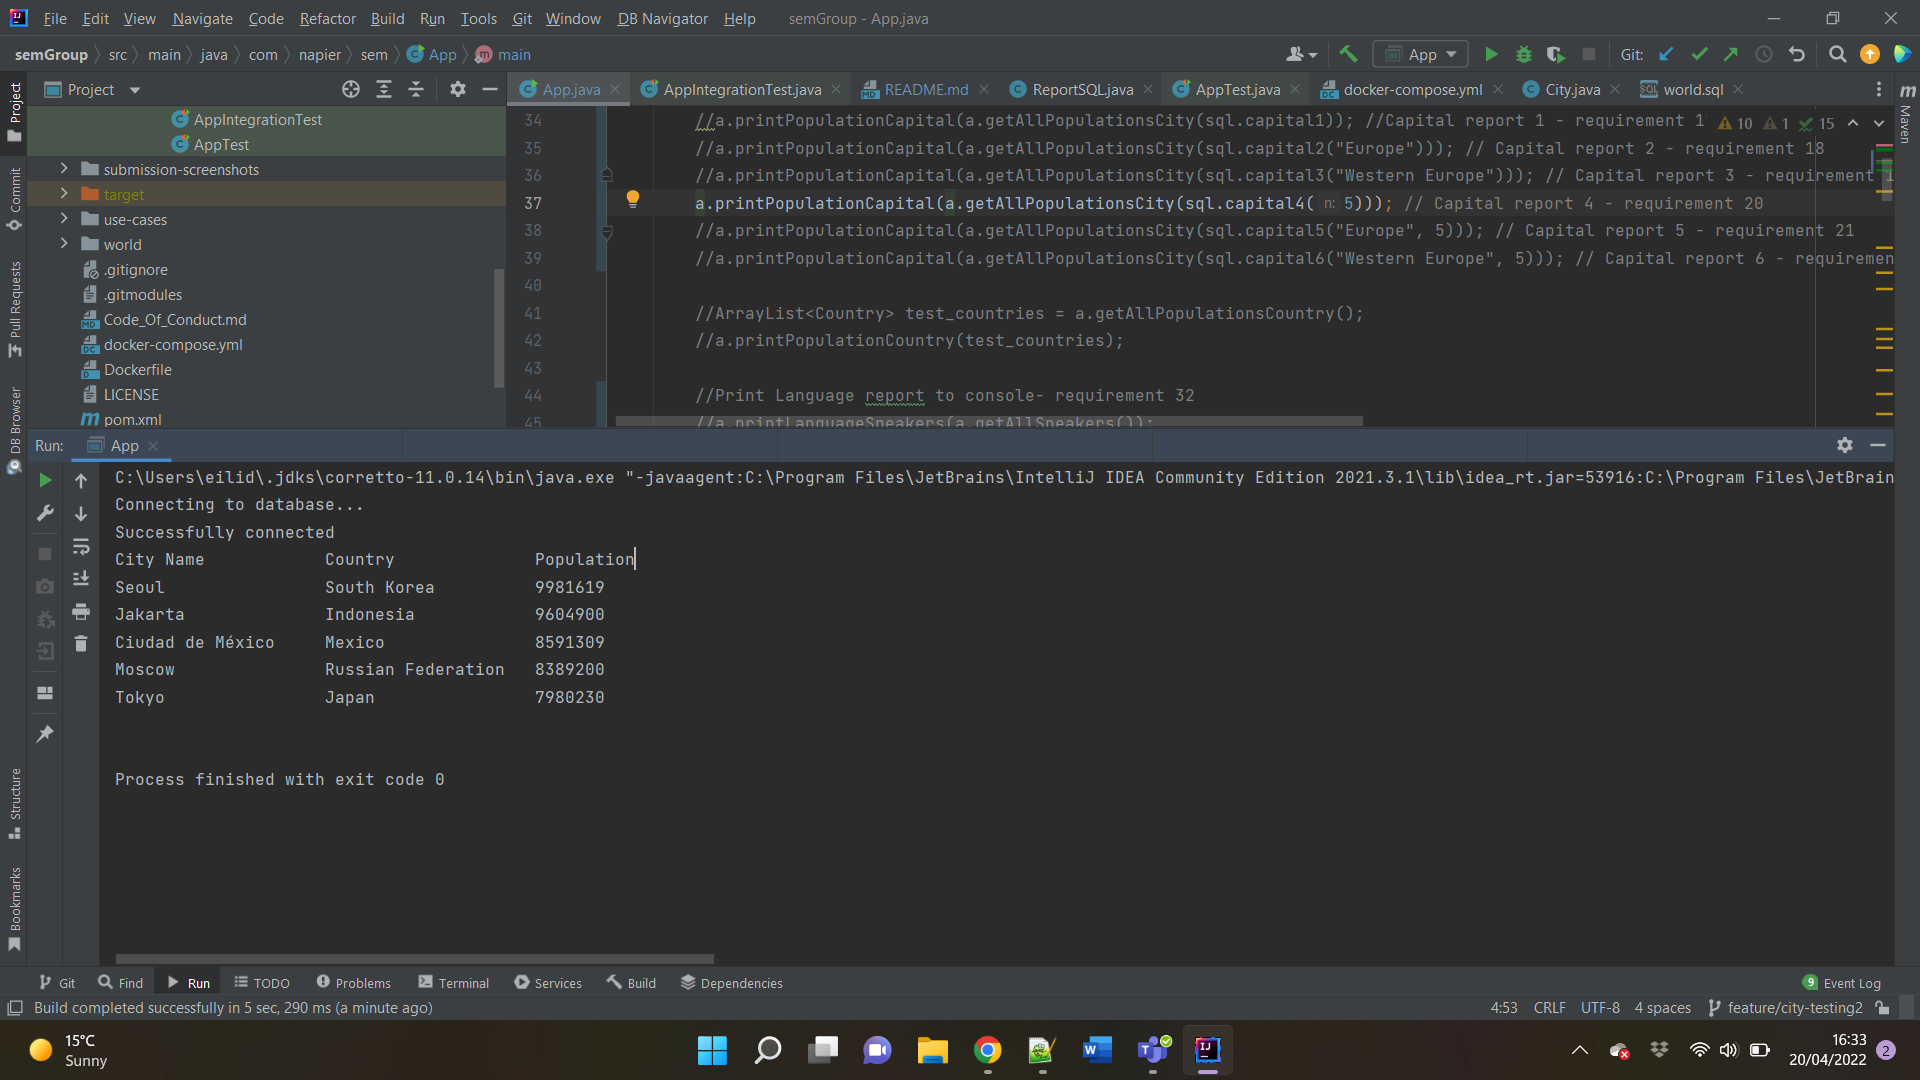 File Edit View Navigate Code Refactor Build Run Tools Git Window DB Navigator Help semGroup - App.java
semGroup src main java com napier sem App main
App Git:
Project
App.java AppIntegrationTest.java README.md ReportSQL.java AppTest.java docker-compose.yml City.java world.sql
AppIntegrationTest
AppTest
submission-screenshots
target
use-cases
world
.gitignore
.gitmodules
Code_Of_Conduct.md
docker-compose.yml
Dockerfile
LICENSE
pom.xml
34 //a.printPopulationCapital(a.getAllPopulationsCity(sql.capital1)); //Capital report 1 - requirement 1
10 1 15
35 //a.printPopulationCapital(a.getAllPopulationsCity(sql.capital2("Europe"))); // Capital report 2 - requirement 18
36 //a.printPopulationCapital(a.getAllPopulationsCity(sql.capital3("Western Europe"))); // Capital report 3 - requirement 1
37 a.printPopulationCapital(a.getAllPopulationsCity(sql.capital4( n: 5))); // Capital report 4 - requirement 20
38 //a.printPopulationCapital(a.getAllPopulationsCity(sql.capital5("Europe", 5))); // Capital report 5 - requirement 21
39 //a.printPopulationCapital(a.getAllPopulationsCity(sql.capital6("Western Europe", 5))); // Capital report 6 - requiremen
40
41 //ArrayList<Country> test_countries = a.getAllPopulationsCountry();
42 //a.printPopulationCountry(test_countries);
43
44 //Print Language report to console- requirement 32
45 //a.printLanguageSpeakers(a.getAllSpeakers());
Project
Commit
Pull Requests
DB Browser
Structure
Bookmarks
Maven
Run: App
C:\Users\eilid\.jdks\corretto-11.0.14\bin\java.exe "-javaagent:C:\Program Files\JetBrains\IntelliJ IDEA Community Edition 2021.3.1\lib\idea_rt.jar=53916:C:\Program Files\JetBrain
Connecting to database...
Successfully connected
City Name Country Population
Seoul South Korea 9981619
Jakarta Indonesia 9604900
Ciudad de México Mexico 8591309
Moscow Russian Federation 8389200
Tokyo Japan 7980230
Process finished with exit code 0
Git Find Run TODO Problems Terminal Services Build Dependencies 9 Event Log
Build completed successfully in 5 sec, 290 ms (a minute ago) 4:53 CRLF UTF-8 4 spaces feature/city-testing2
15°C
Sunny
16:33
20/04/2022
2